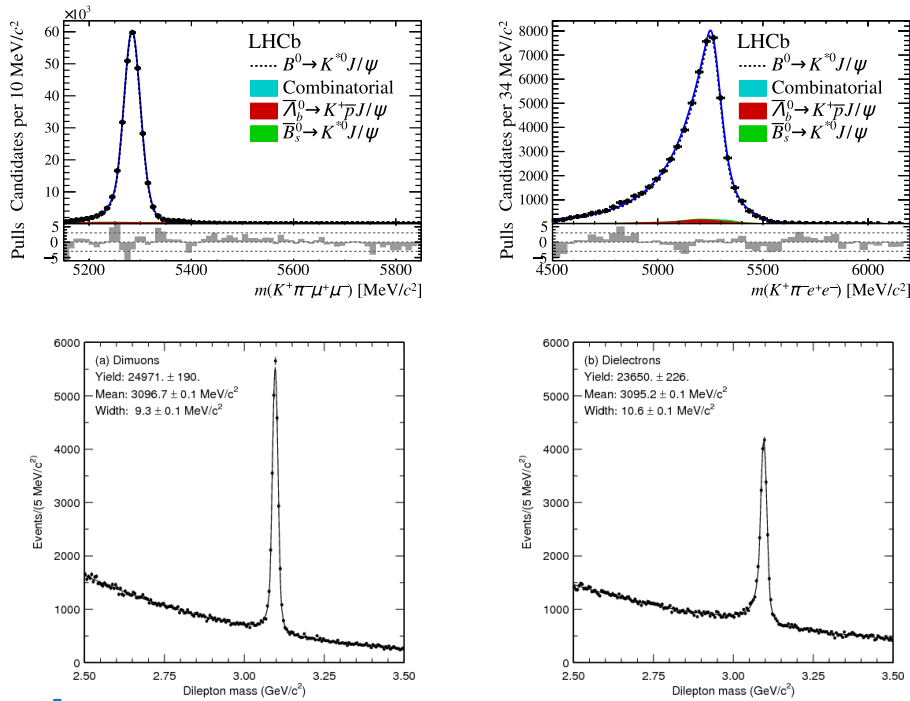 ×10³
60
50
40
30
20
10
Candidates per 10 MeV/c²
LHCb
B⁰→K*⁰J/ψ
Combinatorial
Λ̅_b⁰→K⁺p̅J/ψ
B̅_s⁰→K*⁰J/ψ
Pulls
5
0
−5
5200 5400 5600 5800
m(K⁺π⁻μ⁺μ⁻) [MeV/c²]
8000
7000
6000
5000
4000
3000
2000
1000
Candidates per 34 MeV/c²
LHCb
B⁰→K*⁰J/ψ
Combinatorial
Λ̅_b⁰→K⁺p̅J/ψ
B̅_s⁰→K*⁰J/ψ
Pulls
5
0
−5
4500 5000 5500 6000
m(K⁺π⁻e⁺e⁻) [MeV/c²]
6000
5000
4000
3000
2000
1000
0
Events/(5 MeV/c²)
(a) Dimuons
Yield: 24971. ± 190.
Mean: 3096.7 ± 0.1 MeV/c²
Width: 9.3 ± 0.1 MeV/c²
2.50 2.75 3.00 3.25 3.50
Dilepton mass (GeV/c²)
6000
5000
4000
3000
2000
1000
0
Events/(5 MeV/c²)
(b) Dielectrons
Yield: 23650. ± 226.
Mean: 3095.2 ± 0.1 MeV/c²
Width: 10.6 ± 0.1 MeV/c²
2.50 2.75 3.00 3.25 3.50
Dilepton mass (GeV/c²)